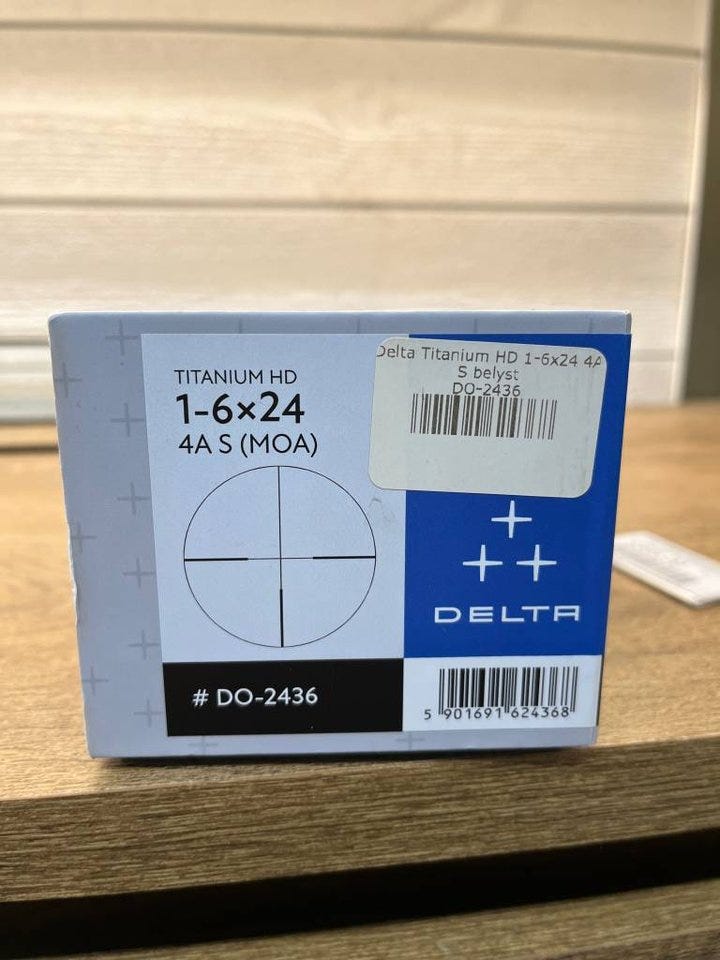 TITANIUM HD
1-6×24
4A S (MOA)
# DO-2436
Delta Titanium HD 1-6x24 4A
S belyst
DO-2436
DELTA
5 901691 624368